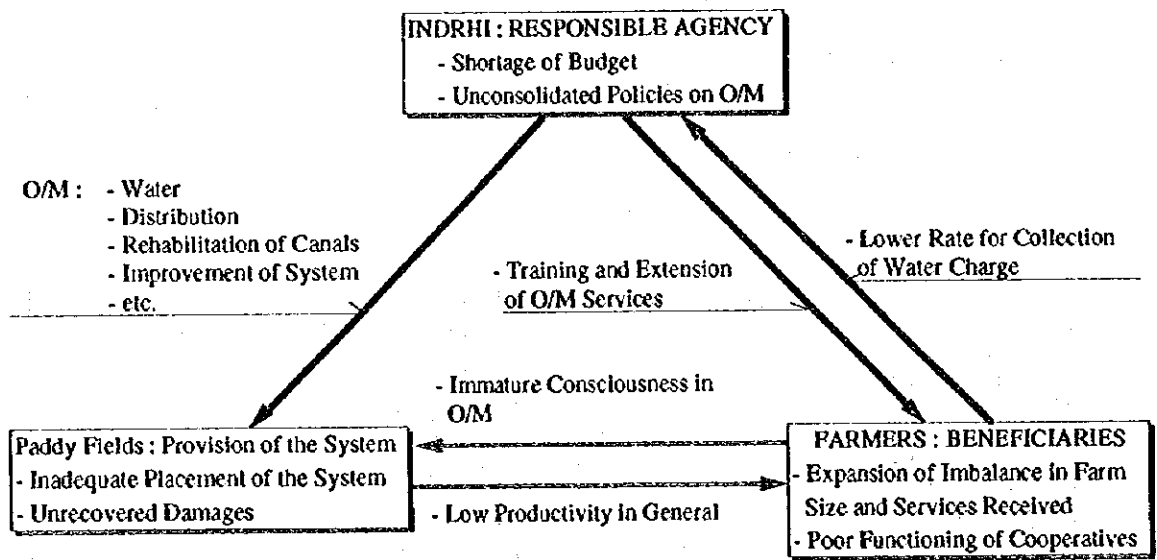 INDRHI : RESPONSIBLE AGENCY
- Shortage of Budget
- Unconsolidated Policies on O/M
O/M : - Water
- Distribution
- Rehabilitation of Canals
- Improvement of System
- etc.
- Training and Extension
of O/M Services
- Lower Rate for Collection
of Water Charge
- Immature Consciousness in
O/M
Paddy Fields : Provision of the System
- Inadequate Placement of the System
- Unrecovered Damages
- Low Productivity in General
FARMERS : BENEFICIARIES
- Expansion of Imbalance in Farm
Size and Services Received
- Poor Functioning of Cooperatives